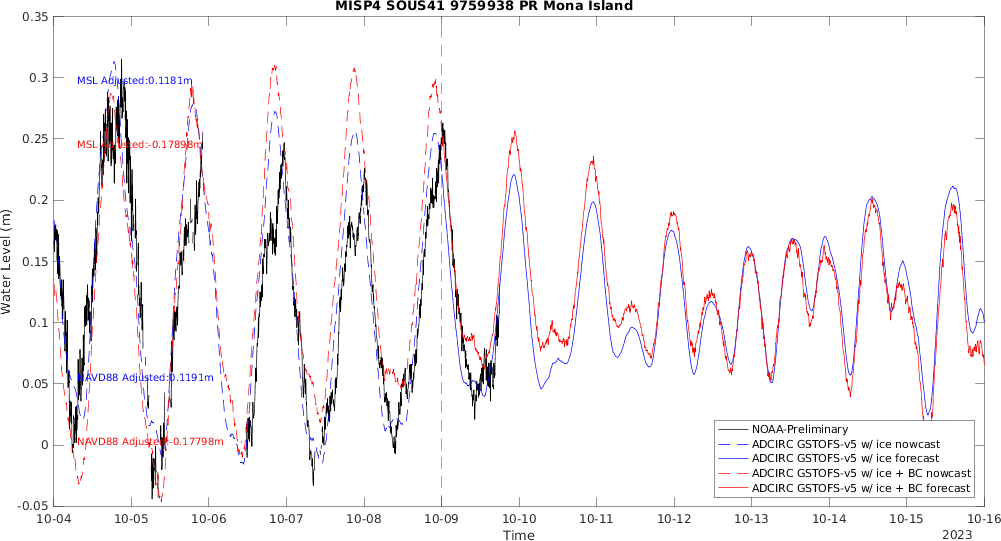 MISP4 SOUS41 9759938 PR Mona Island
0.35
0.3
0.25
0.2
0.15
0.1
0.05
0
-0.05
Water Level (m)
MSL Adjusted:0.1181m
MSL Adjusted:-0.17898m
NAVD88 Adjusted:0.1191m
NAVD88 Adjusted:-0.17798m
NOAA-Preliminary
ADCIRC GSTOFS-v5 w/ ice nowcast
ADCIRC GSTOFS-v5 w/ ice forecast
ADCIRC GSTOFS-v5 w/ ice + BC nowcast
ADCIRC GSTOFS-v5 w/ ice + BC forecast
10-04 10-05 10-06 10-07 10-08 10-09 10-10 10-11 10-12 10-13 10-14 10-15 10-16
Time
2023